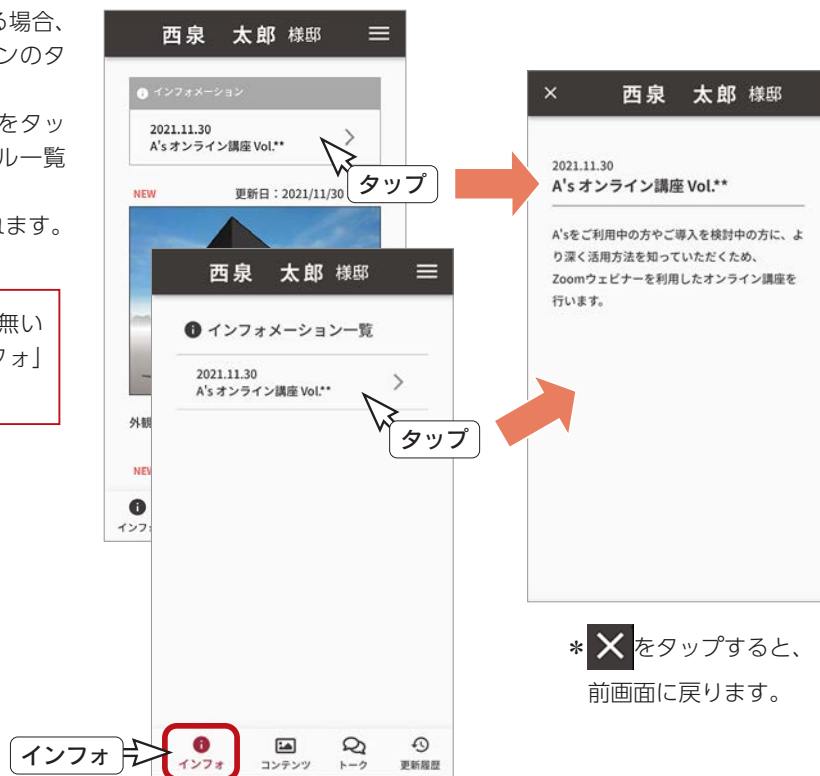 る場合、
ンのタ
をタッ
ル一覧
れます。
無い
フォ」
西泉 太郎 様邸
インフォメーション
2021.11.30
A's オンライン講座 Vol.**
タップ
NEW 更新日：2021/11/30
外観
NEW
インフォ
西泉 太郎 様邸
インフォメーション一覧
2021.11.30
A's オンライン講座 Vol.**
タップ
インフォ
インフォ コンテンツ トーク 更新履歴
× 西泉 太郎 様邸
2021.11.30
A's オンライン講座 Vol.**
A'sをご利用中の方やご導入を検討中の方に、よ
り深く活用方法を知っていただくため、
Zoomウェビナーを利用したオンライン講座を
行います。
＊×をタップすると、
前画面に戻ります。